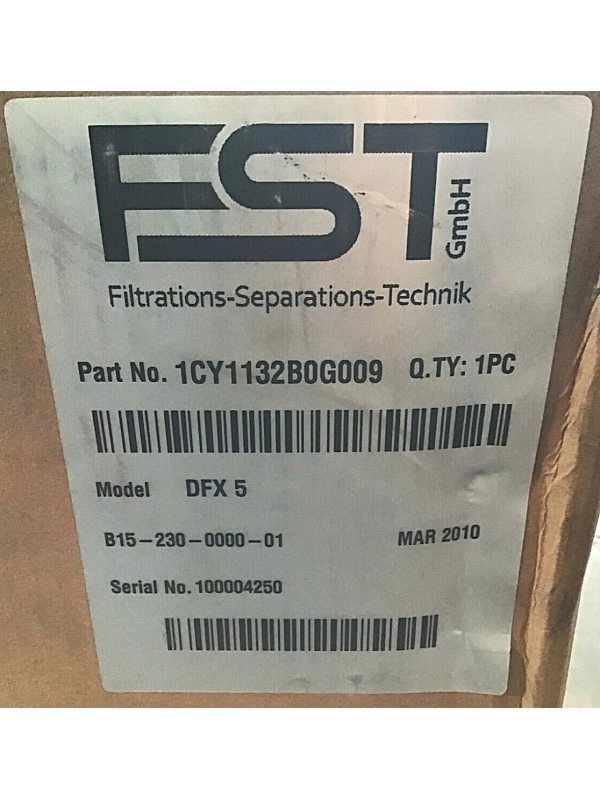 FST GmbH
Filtrations-Separations-Technik
Part No. 1CY1132B0G009 Q.TY: 1PC
Model DFX 5
B15-230-0000-01 MAR 2010
Serial No. 100004250